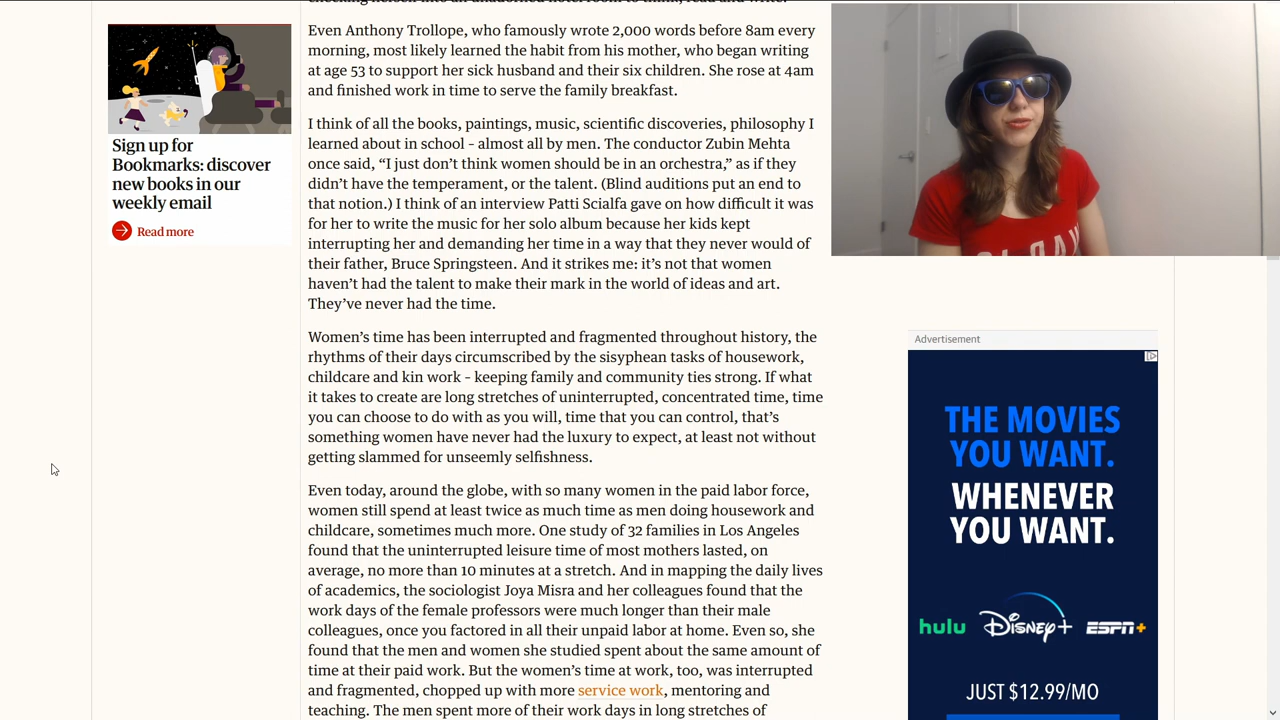 Even Anthony Trollope, who famously wrote 2,000 words before 8am every
morning, most likely learned the habit from his mother, who began writing
at age 53 to support her sick husband and their six children. She rose at 4am
and finished work in time to serve the family breakfast.
I think of all the books, paintings, music, scientific discoveries, philosophy I
learned about in school – almost all by men. The conductor Zubin Mehta
once said, “I just don’t think women should be in an orchestra,” as if they
didn’t have the temperament, or the talent. (Blind auditions put an end to
that notion.) I think of an interview Patti Scialfa gave on how difficult it was
for her to write the music for her solo album because her kids kept
interrupting her and demanding her time in a way that they never would of
their father, Bruce Springsteen. And it strikes me: it’s not that women
haven’t had the talent to make their mark in the world of ideas and art.
They’ve never had the time.
Women’s time has been interrupted and fragmented throughout history, the
rhythms of their days circumscribed by the sisyphean tasks of housework,
childcare and kin work – keeping family and community ties strong. If what
it takes to create are long stretches of uninterrupted, concentrated time, time
you can choose to do with as you will, time that you can control, that’s
something women have never had the luxury to expect, at least not without
getting slammed for unseemly selfishness.
Even today, around the globe, with so many women in the paid labor force,
women still spend at least twice as much time as men doing housework and
childcare, sometimes much more. One study of 32 families in Los Angeles
found that the uninterrupted leisure time of most mothers lasted, on
average, no more than 10 minutes at a stretch. And in mapping the daily lives
of academics, the sociologist Joya Misra and her colleagues found that the
work days of the female professors were much longer than their male
colleagues, once you factored in all their unpaid labor at home. Even so, she
found that the men and women she studied spent about the same amount of
time at their paid work. But the women’s time at work, too, was interrupted
and fragmented, chopped up with more service work, mentoring and
teaching. The men spent more of their work days in long stretches of
Sign up for
Bookmarks: discover
new books in our
weekly email
Read more
Advertisement
THE MOVIES
YOU WANT.
WHENEVER
YOU WANT.
hulu Disney+ ESPN+
JUST $12.99/MO